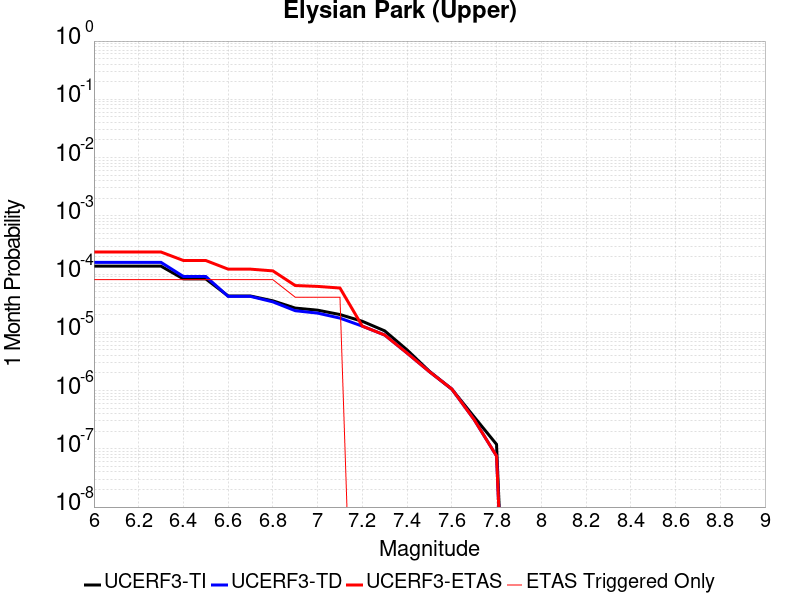 Elysian Park (Upper)
10^0
10^-1
10^-2
10^-3
10^-4
10^-5
10^-6
10^-7
10^-8
1 Month Probability
6 6.2 6.4 6.6 6.8 7 7.2 7.4 7.6 7.8 8 8.2 8.4 8.6 8.8 9
Magnitude
UCERF3-TI UCERF3-TD UCERF3-ETAS ETAS Triggered Only